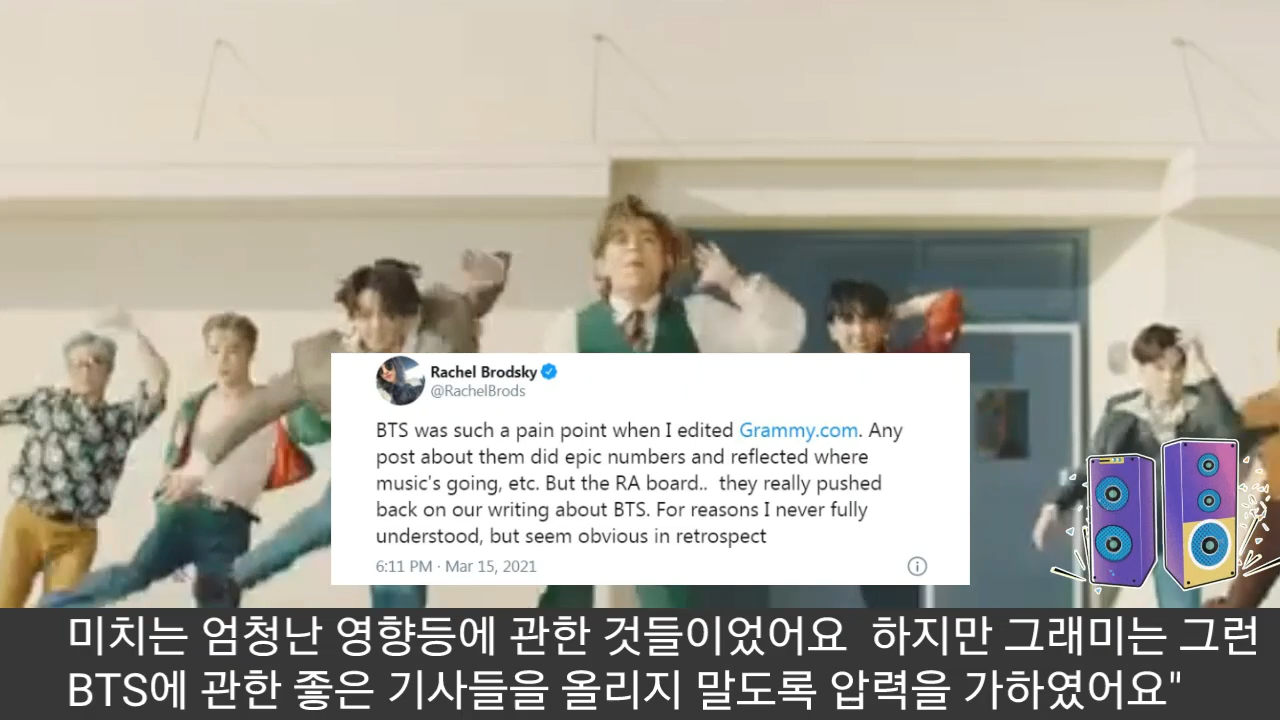 Rachel Brodsky
@RachelBrods
BTS was such a pain point when I edited Grammy.com. Any
post about them did epic numbers and reflected where
music's going, etc. But the RA board.. they really pushed
back on our writing about BTS. For reasons I never fully
understood, but seem obvious in retrospect
6:11 PM · Mar 15, 2021
미치는 엄청난 영향등에 관한 것들이었어요 하지만 그래미는 그런
BTS에 관한 좋은 기사들을 올리지 말도록 압력을 가하였어요"